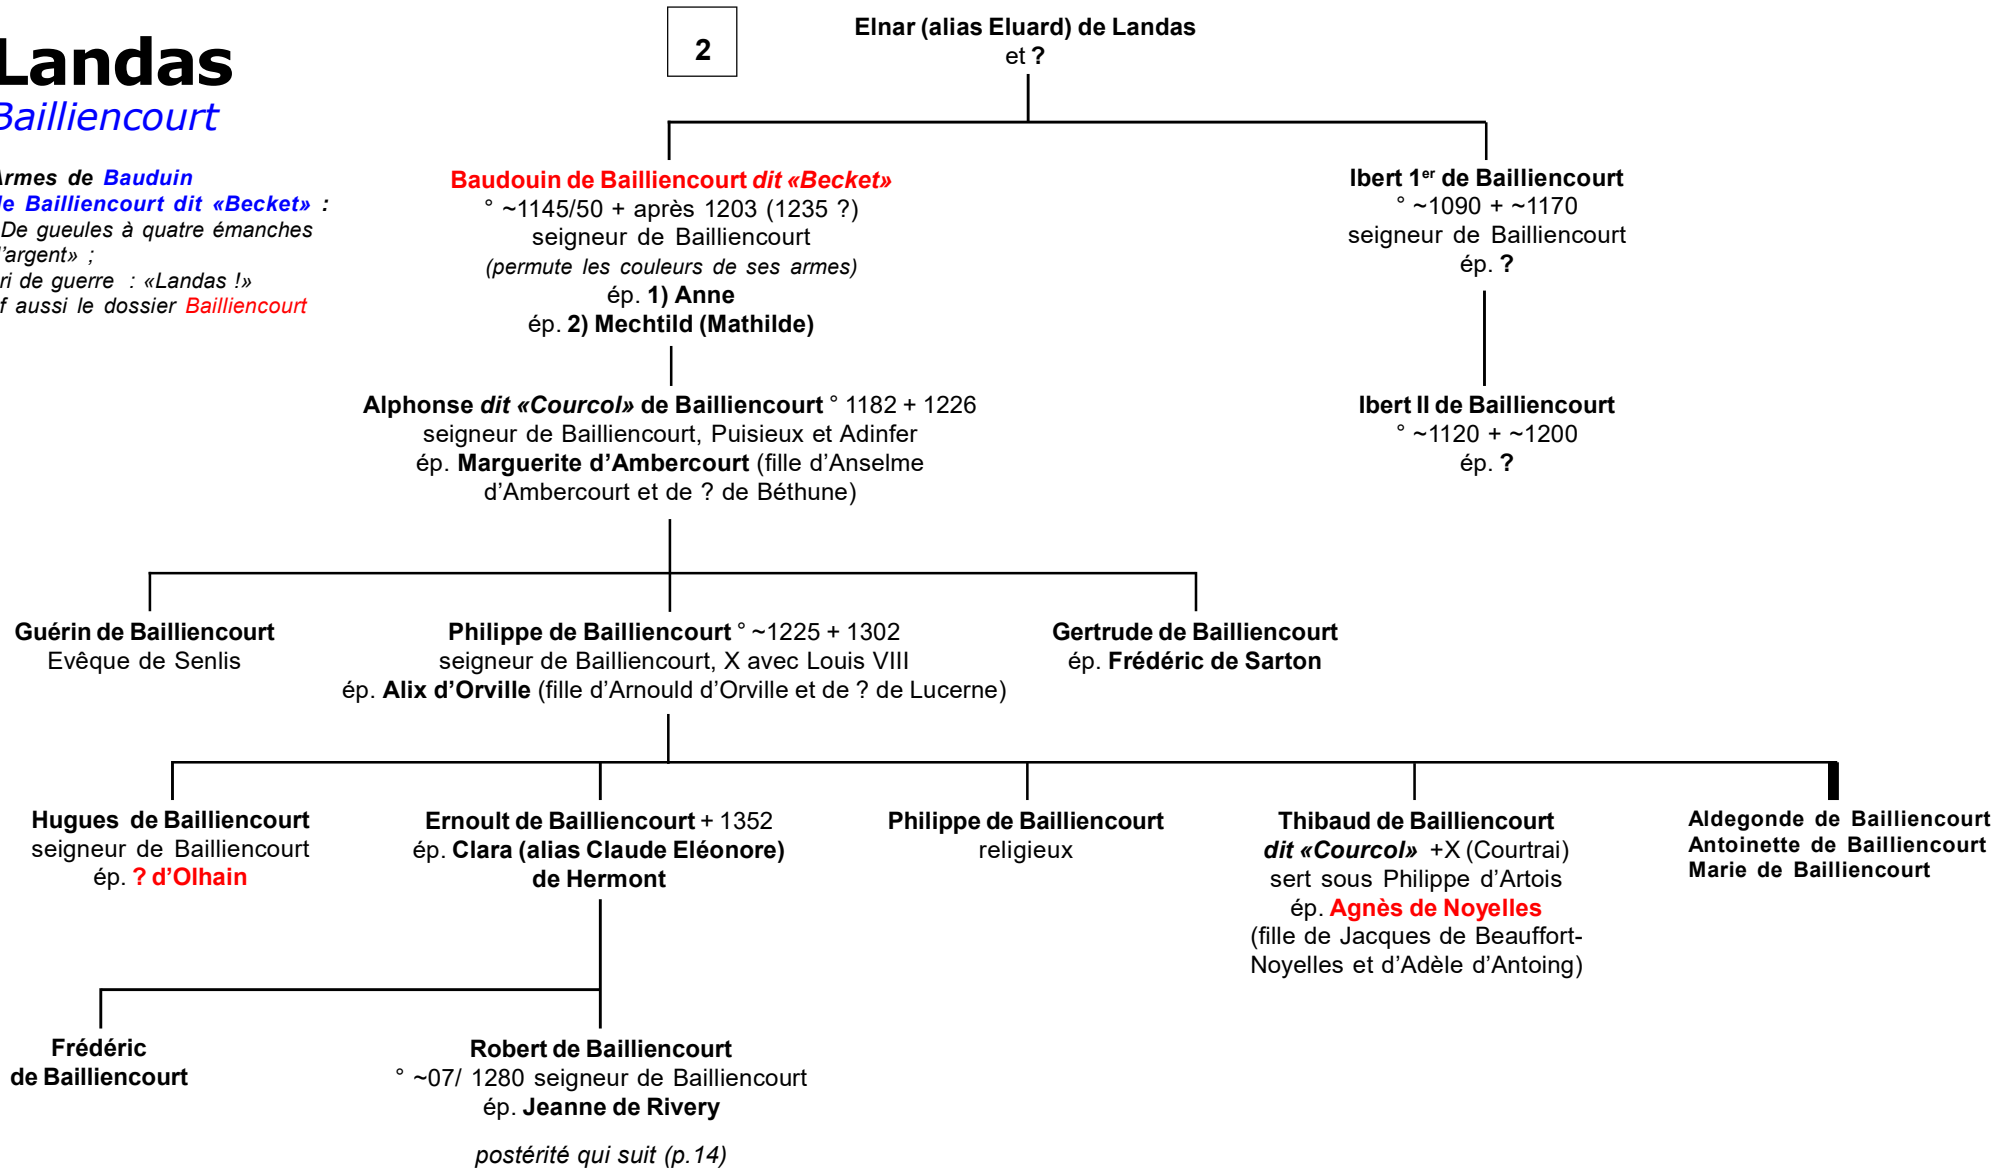 Landas
Bailliencourt
Armes de Bauduin
de Bailliencourt dit «Becket» :
De gueules à quatre émanches
d'argent» ;
cri de guerre : «Landas !»
cf aussi le dossier Bailliencourt
2
Elnar (alias Eluard) de Landas
et ?
Baudouin de Bailliencourt dit «Becket»
° ~1145/50 + après 1203 (1235 ?)
seigneur de Bailliencourt
(permute les couleurs de ses armes)
ép. 1) Anne
ép. 2) Mechtild (Mathilde)
Ibert 1er de Bailliencourt
° ~1090 + ~1170
seigneur de Bailliencourt
ép. ?
Alphonse dit «Courcol» de Bailliencourt ° 1182 + 1226
seigneur de Bailliencourt, Puisieux et Adinfer
ép. Marguerite d'Ambercourt (fille d'Anselme
d'Ambercourt et de ? de Béthune)
Ibert II de Bailliencourt
° ~1120 + ~1200
ép. ?
Guérin de Bailliencourt
Evêque de Senlis
Philippe de Bailliencourt ° ~1225 + 1302
seigneur de Bailliencourt, X avec Louis VIII
ép. Alix d'Orville (fille d'Arnould d'Orville et de ? de Lucerne)
Gertrude de Bailliencourt
ép. Frédéric de Sarton
Hugues de Bailliencourt
seigneur de Bailliencourt
ép. ? d'Olhain
Ernoult de Bailliencourt + 1352
ép. Clara (alias Claude Eléonore)
de Hermont
Philippe de Bailliencourt
religieux
Thibaud de Bailliencourt
dit «Courcol» +X (Courtrai)
sert sous Philippe d'Artois
ép. Agnès de Noyelles
(fille de Jacques de Beauffort-
Noyelles et d'Adèle d'Antoing)
Aldegonde de Bailliencourt
Antoinette de Bailliencourt
Marie de Bailliencourt
Frédéric
de Bailliencourt
Robert de Bailliencourt
° ~07/ 1280 seigneur de Bailliencourt
ép. Jeanne de Rivery
postérité qui suit (p.14)